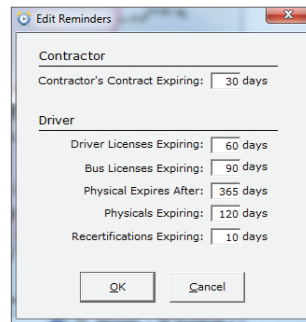 Edit Reminders
Contractor
Contractor's Contract Expiring: 30 days
Driver
Driver Licenses Expiring: 60 days
Bus Licenses Expiring: 90 days
Physical Expires After: 365 days
Physicals Expiring: 120 days
Recertifications Expiring: 10 days
OK Cancel